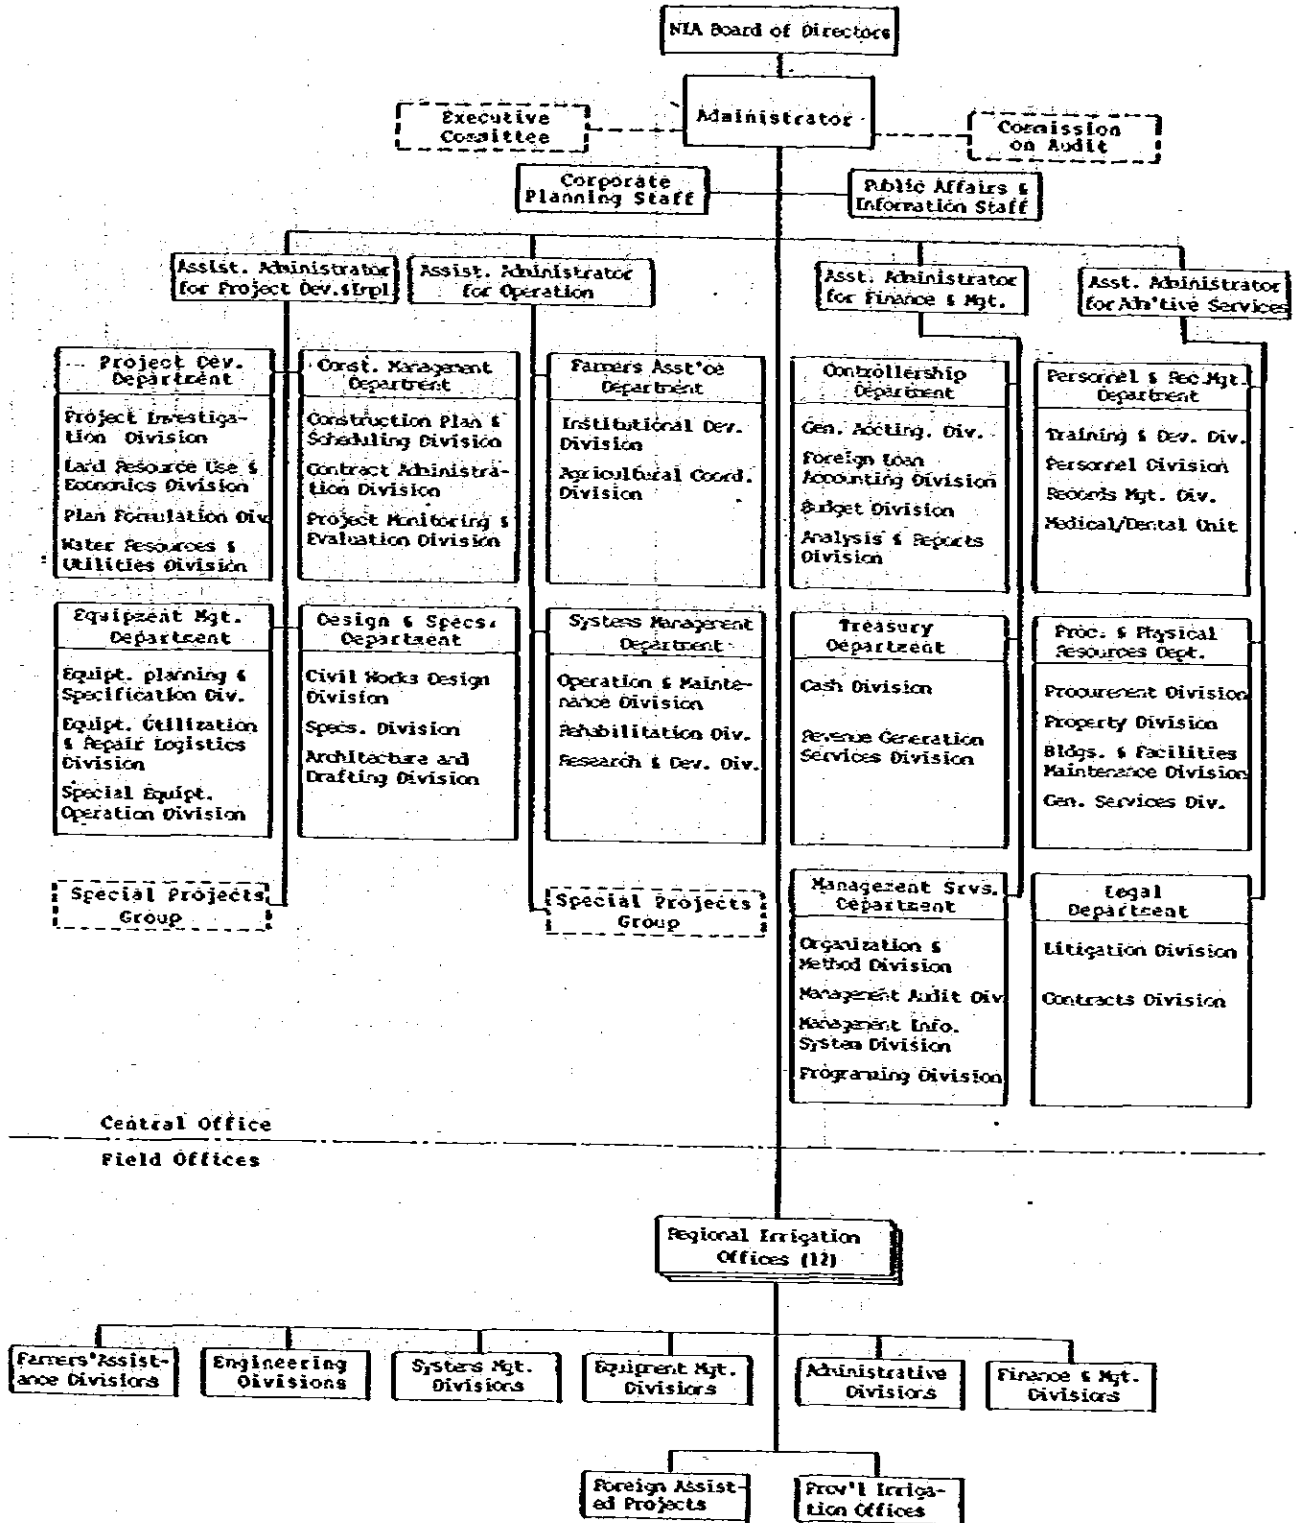 NIA Board of Directors
Administrator
Executive
Committee
Commission
on Audit
Corporate
Planning Staff
Public Affairs &
Information Staff
Assist. Administrator
for Project Dev.&Impl.
Assist. Administrator
for Operation
Asst. Administrator
for Finance & Mgt.
Asst. Administrator
for Adm'tive Services
Project Dev.
Department
Project Investiga-
tion Division
Land Resource Use &
Economics Division
Plan Formulation Div.
Water Resources &
Utilities Division
Const. Management
Department
Construction Plan &
Scheduling Division
Contract Administra-
tion Division
Project Monitoring &
Evaluation Division
Farmers Asst'ce
Department
Institutional Dev.
Division
Agricultural Coord.
Division
Controllership
Department
Gen. Accting. Div.
Foreign Loan
Accounting Division
Budget Division
Analysis & Reports
Division
Personnel & Rec.Mgt.
Department
Training & Dev. Div.
Personnel Division
Records Mgt. Div.
Medical/Dental Unit
Equipment Mgt.
Department
Equipt. planning &
Specification Div.
Equipt. Utilization
& Repair Logistics
Division
Special Equipt.
Operation Division
Design & Specs.
Department
Civil Works Design
Division
Specs. Division
Architecture and
Drafting Division
Systems Management
Department
Operation & Mainte-
nance Division
Rehabilitation Div.
Research & Dev. Div.
Treasury
Department
Cash Division
Revenue Generation
Services Division
Proc. & Physical
Resources Dept.
Procurement Division
Property Division
Bldgs. & Facilities
Maintenance Division
Gen. Services Div.
Special Projects
Group
Special Projects
Group
Management Srvs.
Department
Organization &
Method Division
Management Audit Div
Management Info.
System Division
Programing Division
Legal
Department
Litigation Division
Contracts Division
Central Office
Field Offices
Regional Irrigation
Offices (12)
Farmers'Assist-
ance Divisions
Engineering
Divisions
Systems Mgt.
Divisions
Equipment Mgt.
Divisions
Administrative
Divisions
Finance & Mgt.
Divisions
Foreign Assist-
ed Projects
Prov'l Irriga-
tion Offices